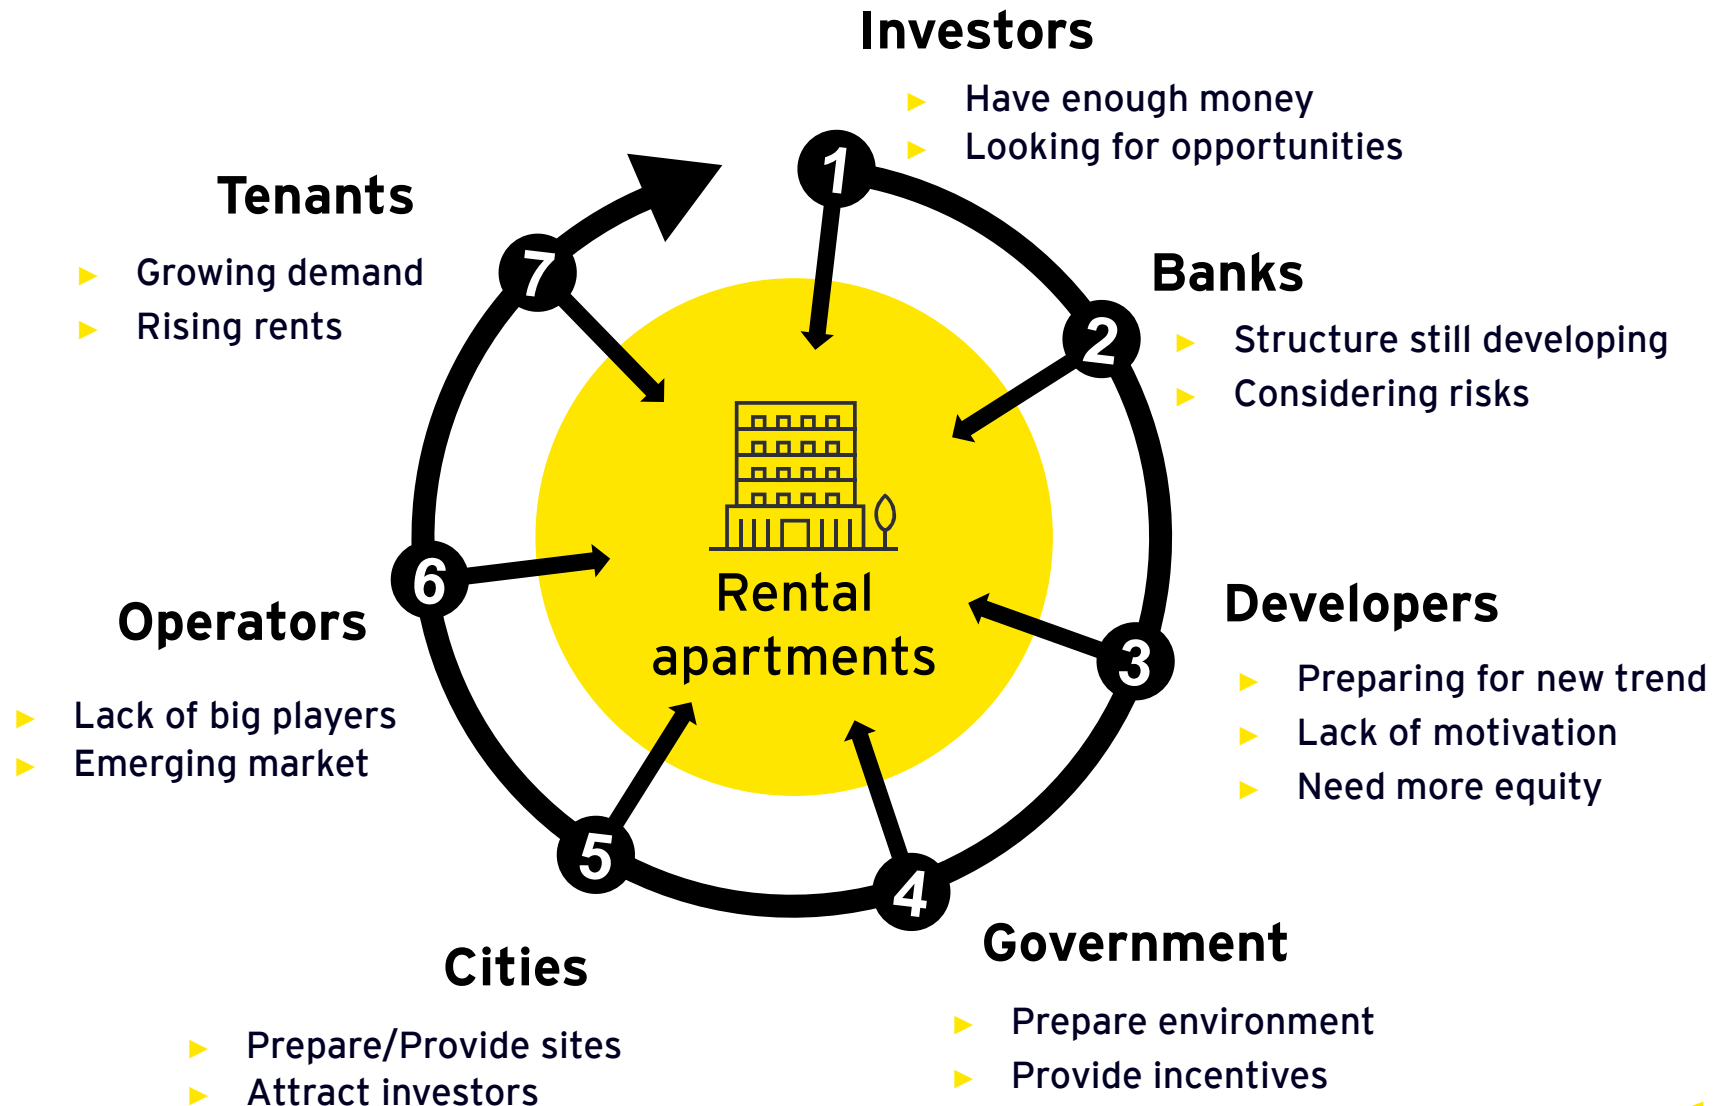 Investors
Have enough money
Looking for opportunities
1
Banks
Structure still developing
Considering risks
2
Developers
Preparing for new trend
Lack of motivation
Need more equity
3
Government
Prepare environment
Provide incentives
4
Cities
Prepare/Provide sites
Attract investors
5
Operators
Lack of big players
Emerging market
6
Tenants
Growing demand
Rising rents
7
Rental
apartments